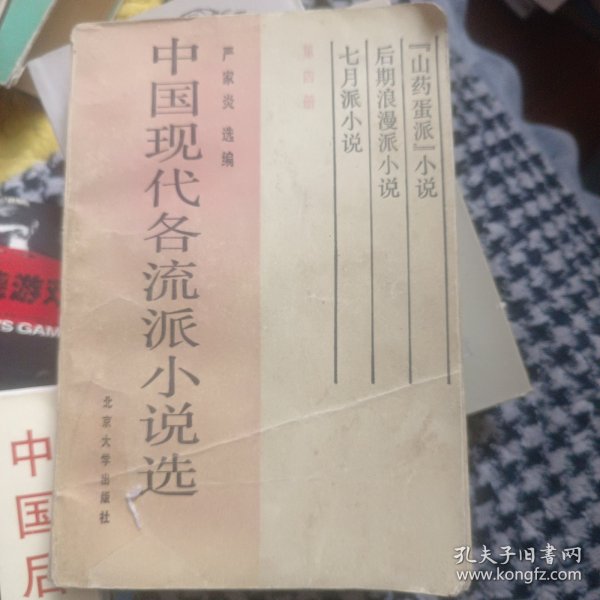 『山药蛋派』小说
后期浪漫派小说
七月派小说
第四册
严家炎 选编
中国现代各流派小说选
北京大学出版社
中国后
S GAM
孔夫子旧书网
www.kongfz.com